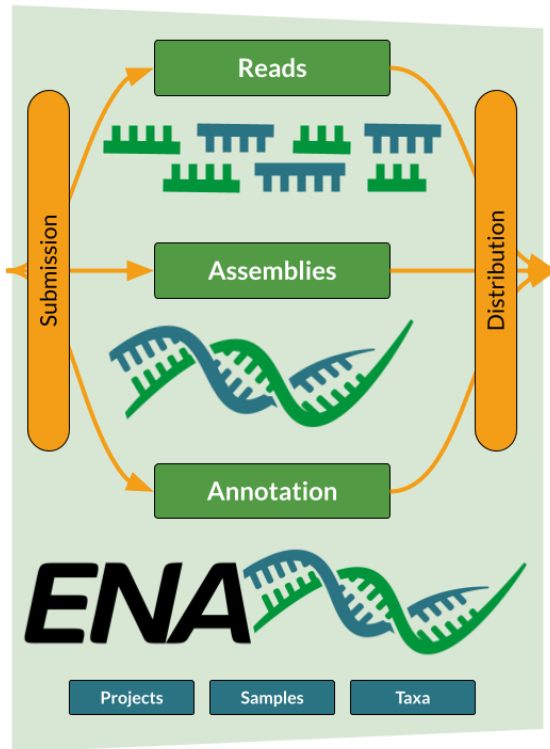 Reads
Submission
Distribution
Assemblies
Annotation
ENA
Projects
Samples
Taxa